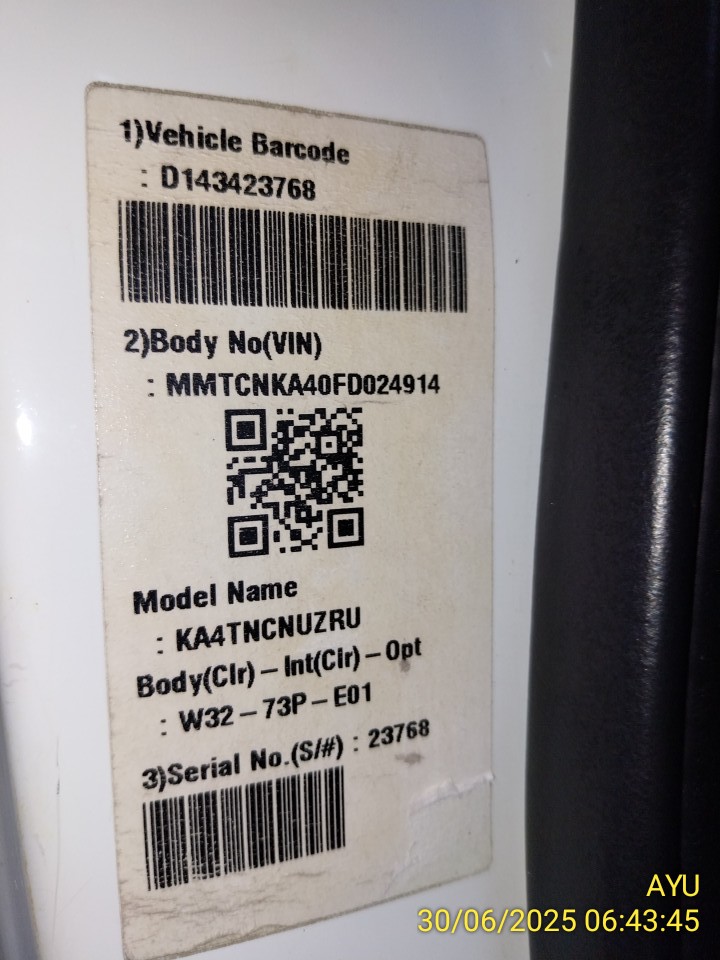 1)Vehicle Barcode
: D143423768
2)Body No(VIN)
: MMTCNKA40FD024914
Model Name
: KA4TNCNUZRU
Body(Clr) – Int(Clr) – Opt
: W32 – 73P – E01
3)Serial No.(S/#) : 23768
AYU
30/06/2025 06:43:45